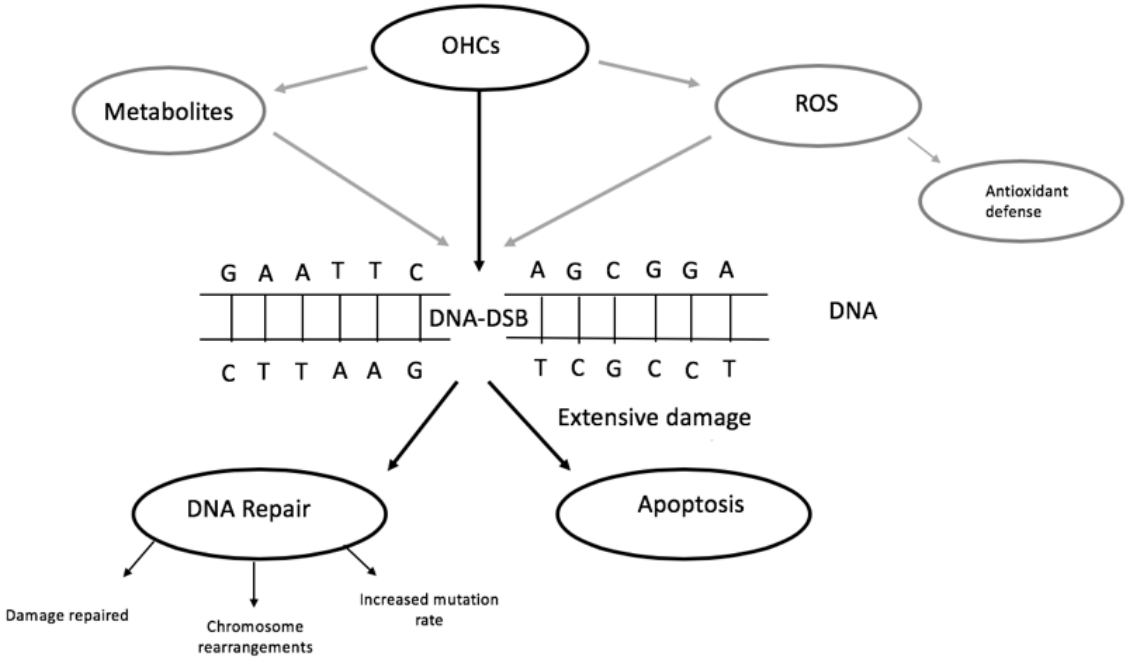 OHCs
Metabolites
ROS
Antioxidant
defense
G A A T T C
A G C G G A
DNA-DSB
DNA
C T T A A G
T C G C C T
Extensive damage
DNA Repair
Apoptosis
Damage repaired
Chromosome
rearrangements
Increased mutation
rate